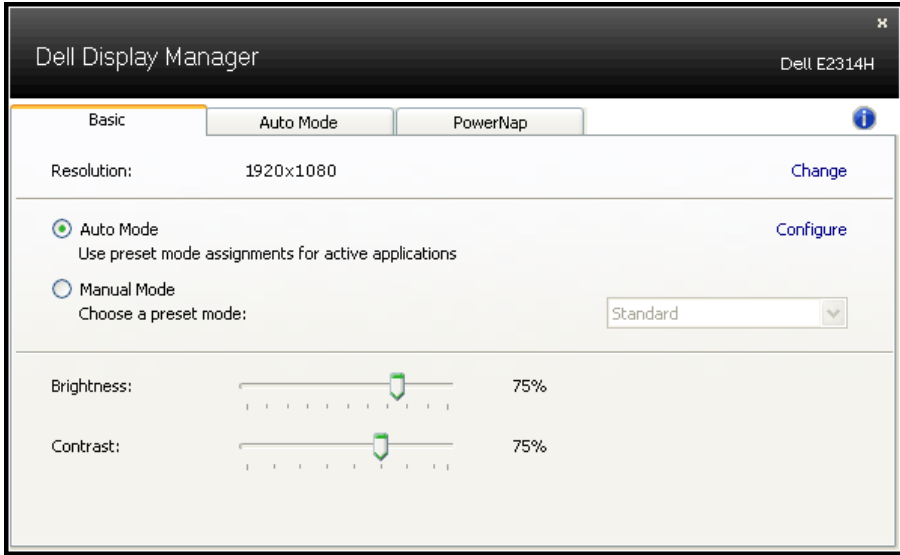 Dell Display Manager
Dell E2314H
Basic
Auto Mode
PowerNap
Resolution:
1920x1080
Change
Auto Mode
Configure
Use preset mode assignments for active applications
Manual Mode
Choose a preset mode:
Standard
Brightness:
75%
Contrast:
75%